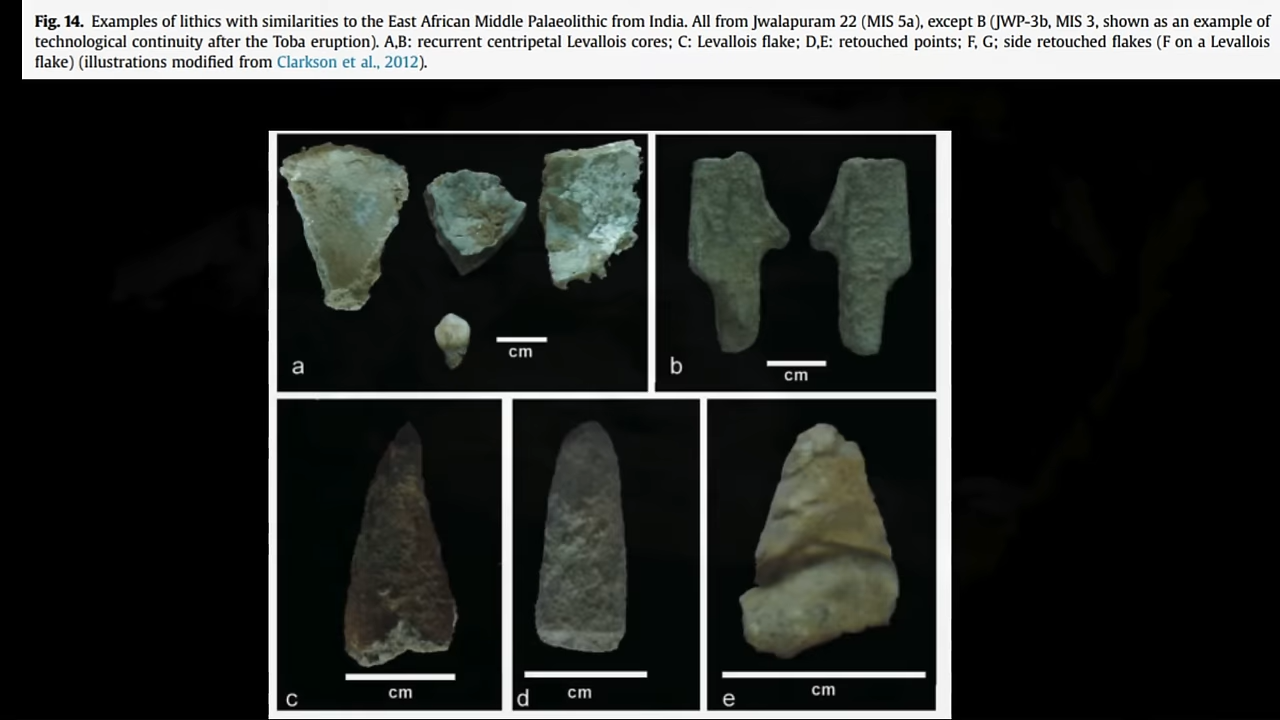 Fig. 14. Examples of lithics with similarities to the East African Middle Palaeolithic from India. All from Jwalapuram 22 (MIS 5a), except B (JWP-3b, MIS 3, shown as an example of
technological continuity after the Toba eruption). A,B: recurrent centripetal Levallois cores; C: Levallois flake; D,E: retouched points; F, G; side retouched flakes (F on a Levallois
flake) (illustrations modified from Clarkson et al., 2012).
cm
a
cm
b
cm
c
cm
d
cm
e